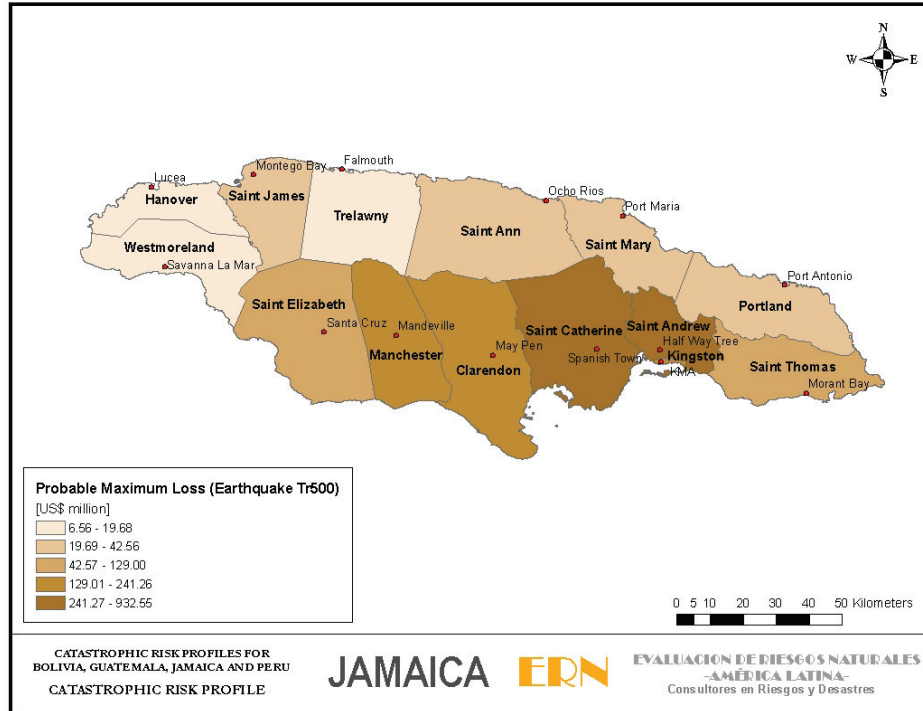 N
W E
S
Montego Bay
Falmouth
Lucea
Hanover
Saint James
Trelawny
Ocho Rios
Saint Ann
Port Maria
Saint Mary
Westmoreland
Savanna La Mar
Port Antonio
Portland
Saint Elizabeth
Santa Cruz
Mandeville
Manchester
May Pen
Clarendon
Saint Catherine
Spanish Town
Saint Andrew
Half Way Tree
Kingston
KMA
Saint Thomas
Morant Bay
Probable Maximum Loss (Earthquake Tr500)
[US$ million]
6.56 - 19.68
19.69 - 42.56
42.57 - 129.00
129.01 - 241.26
241.27 - 932.55
0 5 10 20 30 40 50 Kilometers
CATASTROPHIC RISK PROFILES FOR
BOLIVIA, GUATEMALA, JAMAICA AND PERU
CATASTROPHIC RISK PROFILE
JAMAICA
ERN
EVALUACION DE RIESGOS NATURALES
-AMÉRICA LATINA-
Consultores en Riesgos y Desastres